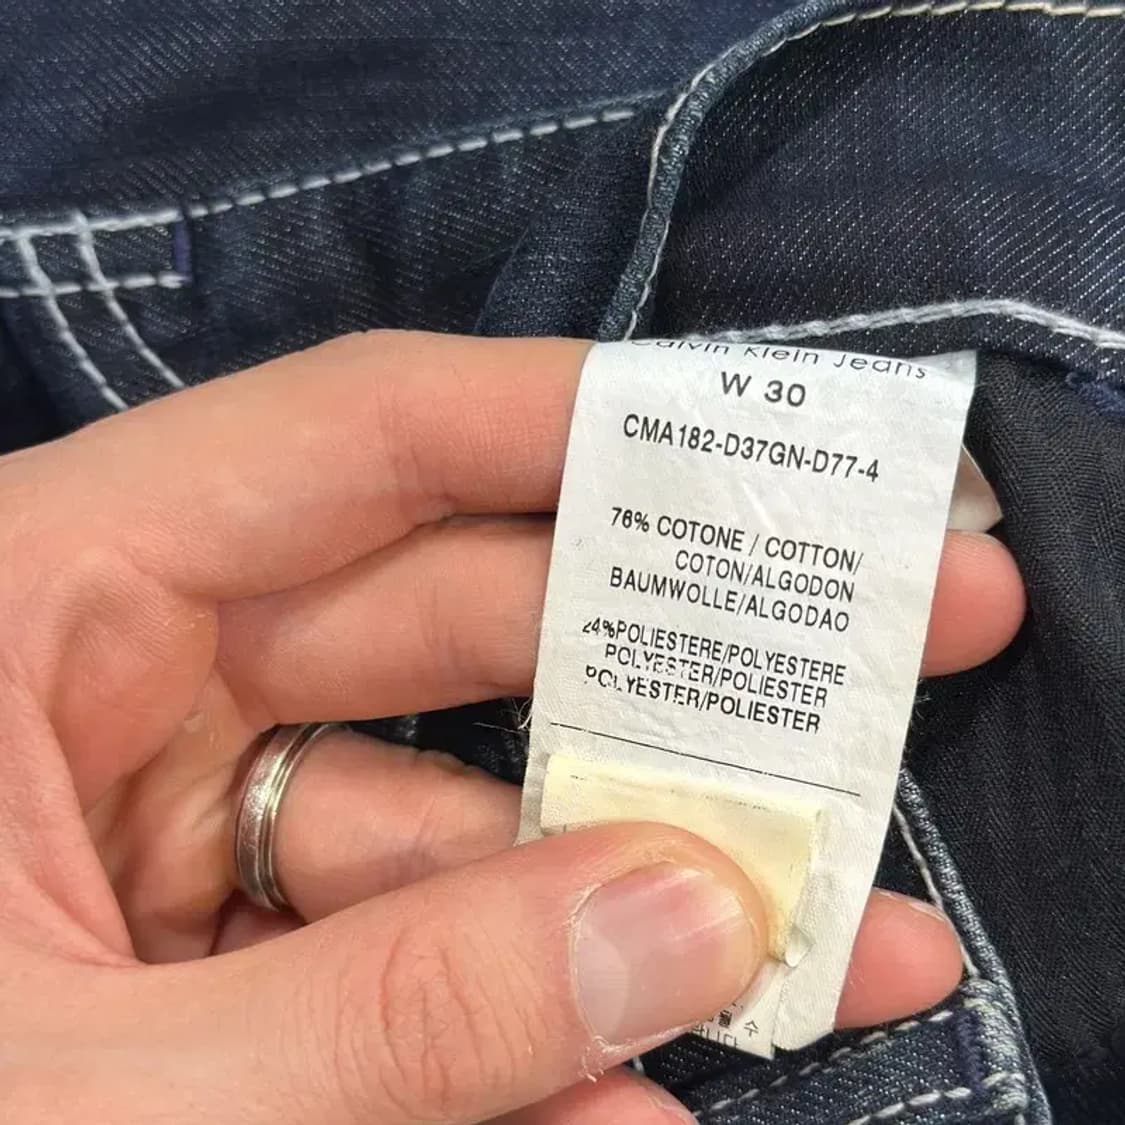 Calvin Klein Jeans
W 30
CMA182-D37GN-D77-4
76% COTONE / COTTON/
COTON/ALGODON
BAUMWOLLE/ALGODAO
24%POLIESTERE/POLYESTERE
POLYESTER/POLIESTER
POLYESTER/POLIESTER
수